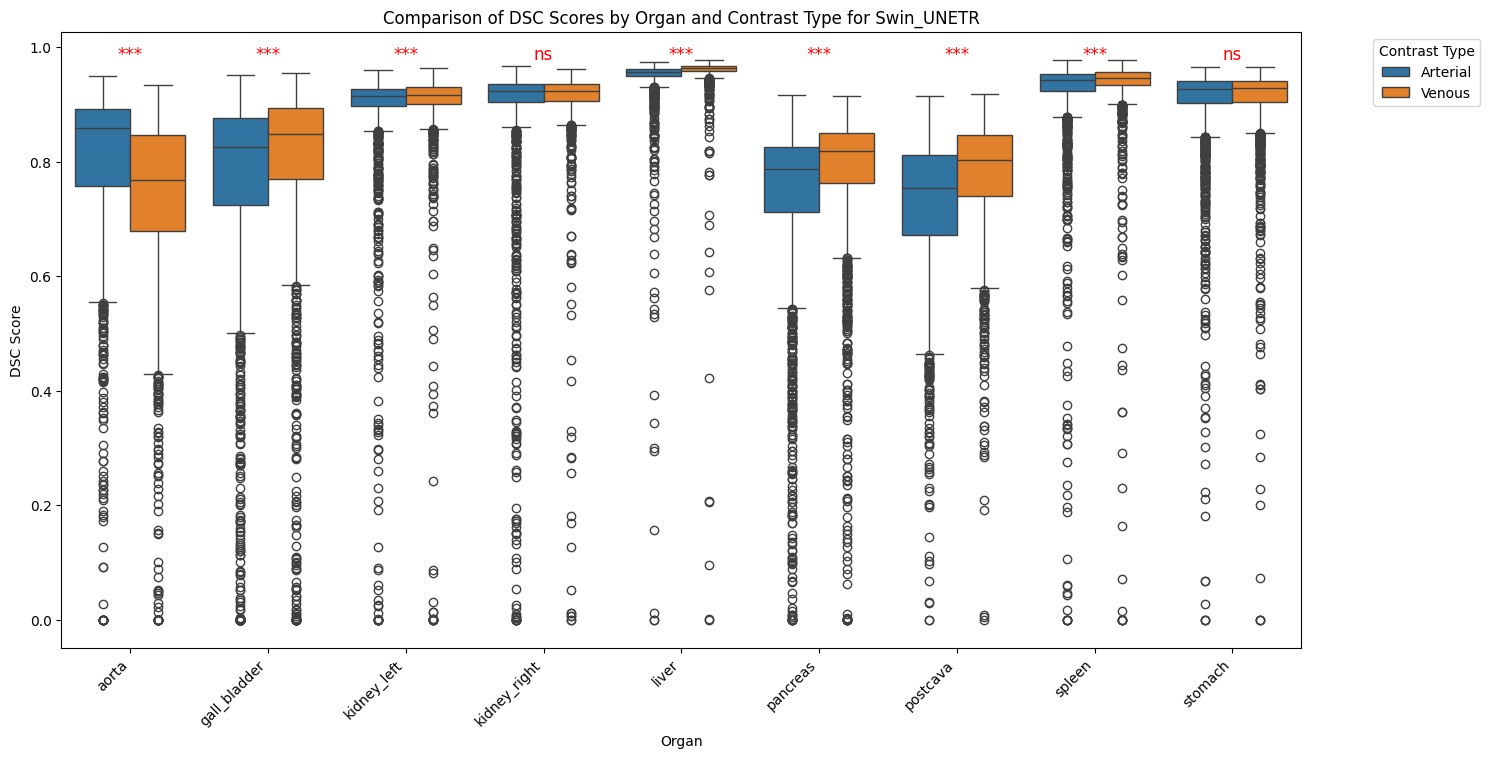 Comparison of DSC Scores by Organ and Contrast Type for Swin_UNETR
*** *** *** ns *** *** *** *** ns
Contrast Type
Arterial
Venous
DSC Score
1.0
0.8
0.6
0.4
0.2
0.0
aorta
gall_bladder
kidney_left
kidney_right
liver
pancreas
postcava
spleen
stomach
Organ